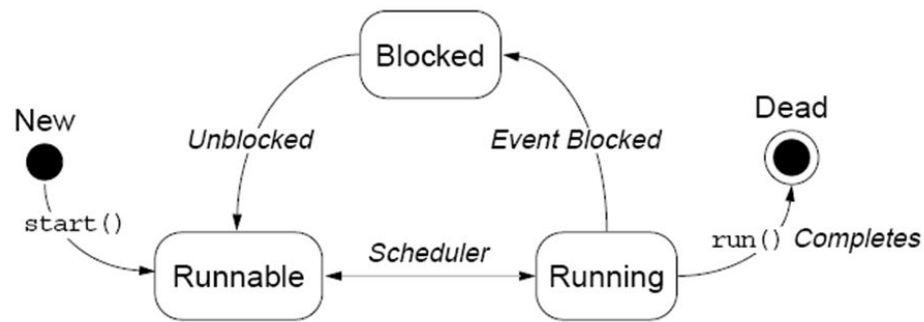 Blocked
New
Dead
Unblocked
Event Blocked
start()
Scheduler
run() Completes
Runnable
Running